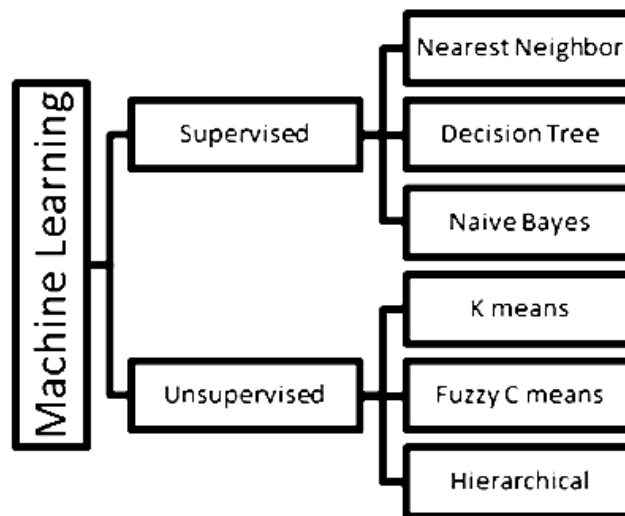 Machine Learning
Supervised
Nearest Neighbor
Decision Tree
Naive Bayes
Unsupervised
K means
Fuzzy C means
Hierarchical